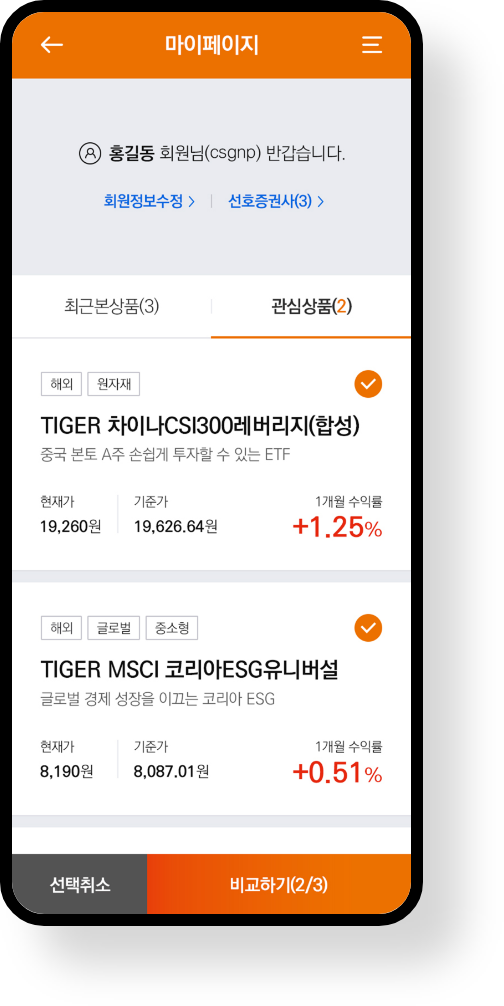 마이페이지
홍길동 회원님(csgnp) 반갑습니다.
회원정보수정 선호증권사(3)
최근본상품(3) 관심상품(2)
해외 원자재
TIGER 차이나CSI300레버리지(합성)
중국 본토 A주 손쉽게 투자할 수 있는 ETF
현재가 기준가 1개월 수익률
19,260원 19,626.64원 +1.25%
해외 글로벌 중소형
TIGER MSCI 코리아ESG유니버설
글로벌 경제 성장을 이끄는 코리아 ESG
현재가 기준가 1개월 수익률
8,190원 8,087.01원 +0.51%
선택취소 비교하기(2/3)